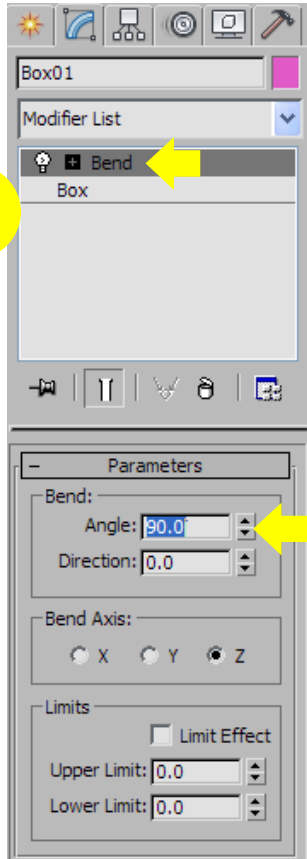 Box01
Modifier List
Bend
Box
Parameters
Bend:
Angle: 90.0
Direction: 0.0
Bend Axis:
X Y Z
Limits
Limit Effect
Upper Limit: 0.0
Lower Limit: 0.0